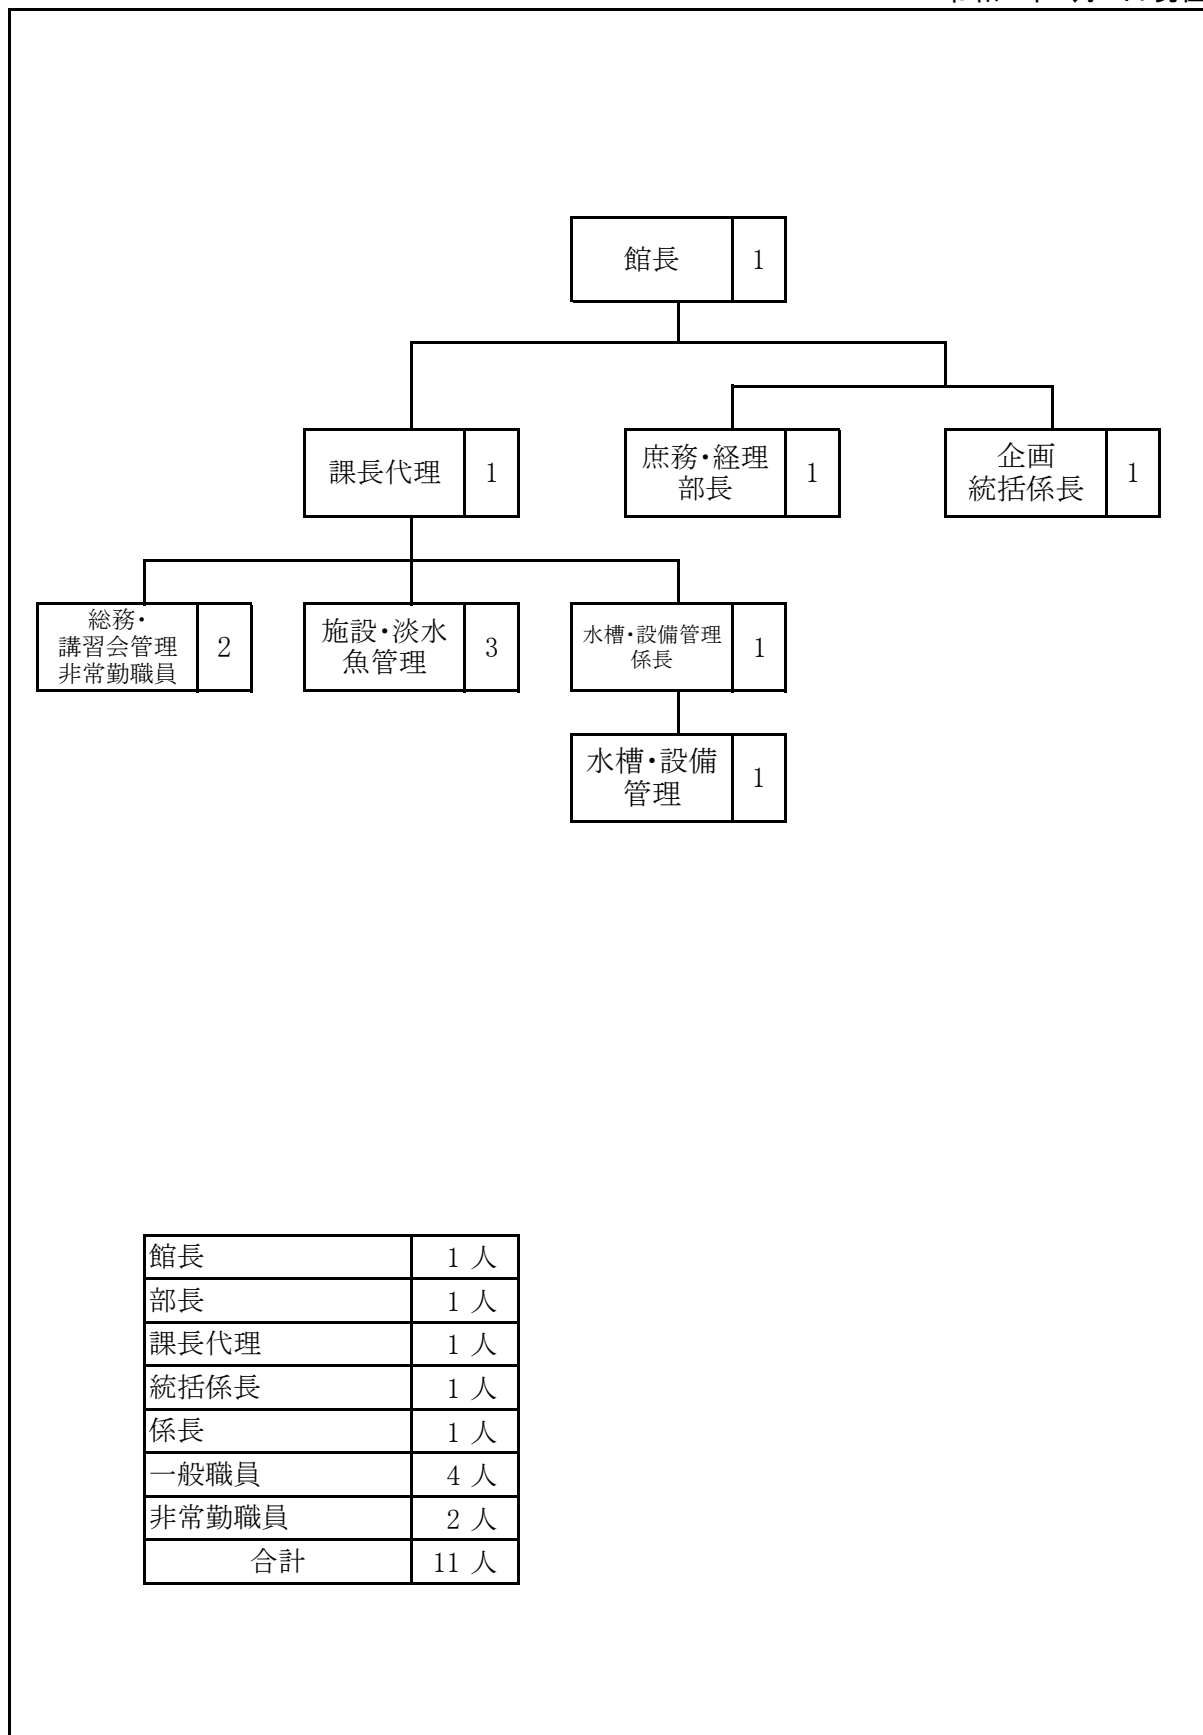 館長 1
課長代理 1
庶務・経理
部長
1
企画
統括係長
1
総務・
講習会管理
非常勤職員
2
施設・淡水
魚管理
3
水槽・設備管理
係長
1
水槽・設備
管理
1
館長 1 人
部長 1 人
課長代理 1 人
統括係長 1 人
係長 1 人
一般職員 4 人
非常勤職員 2 人
合計 11 人